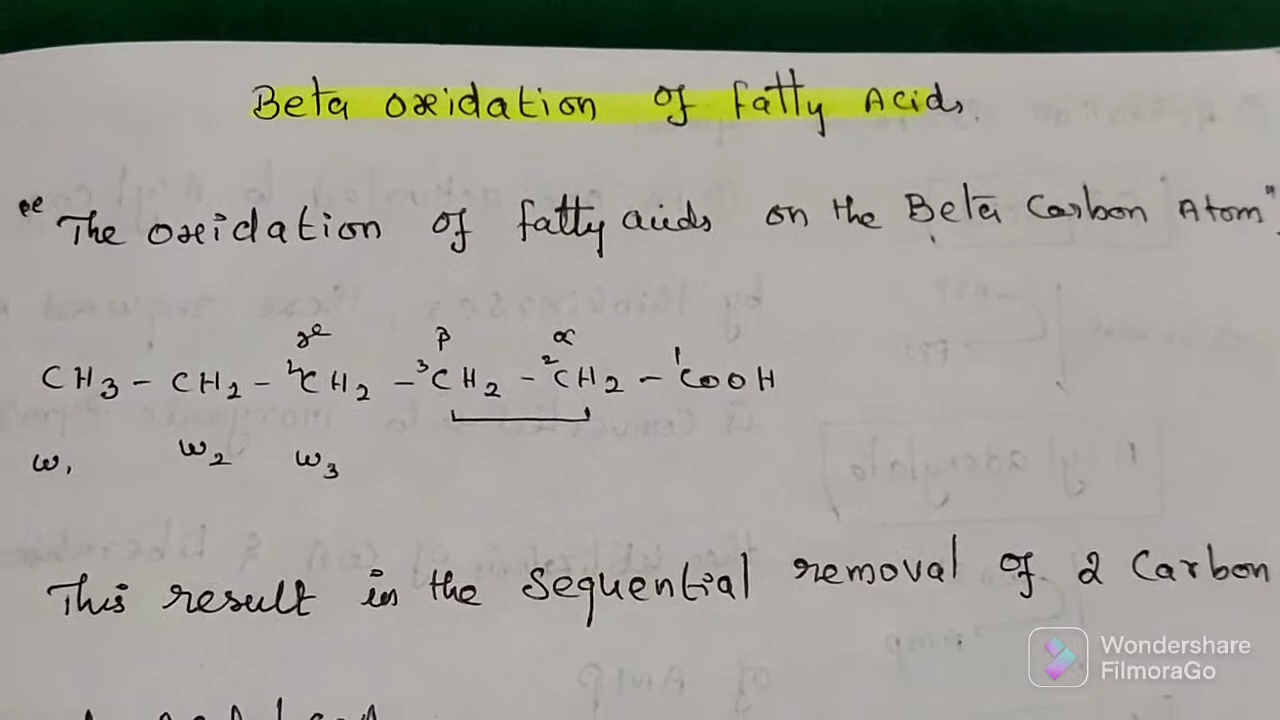 Beta oxidation of fatty Acids
"The oxidation of fatty acids on the Beta Carbon Atom"
γ β α
CH3 - CH2 - ⁴CH2 - ³CH2 - ²CH2 - ¹COOH
ω1 ω2 ω3
This result in the sequential removal of 2 Carbon
Wondershare
FilmoraGo